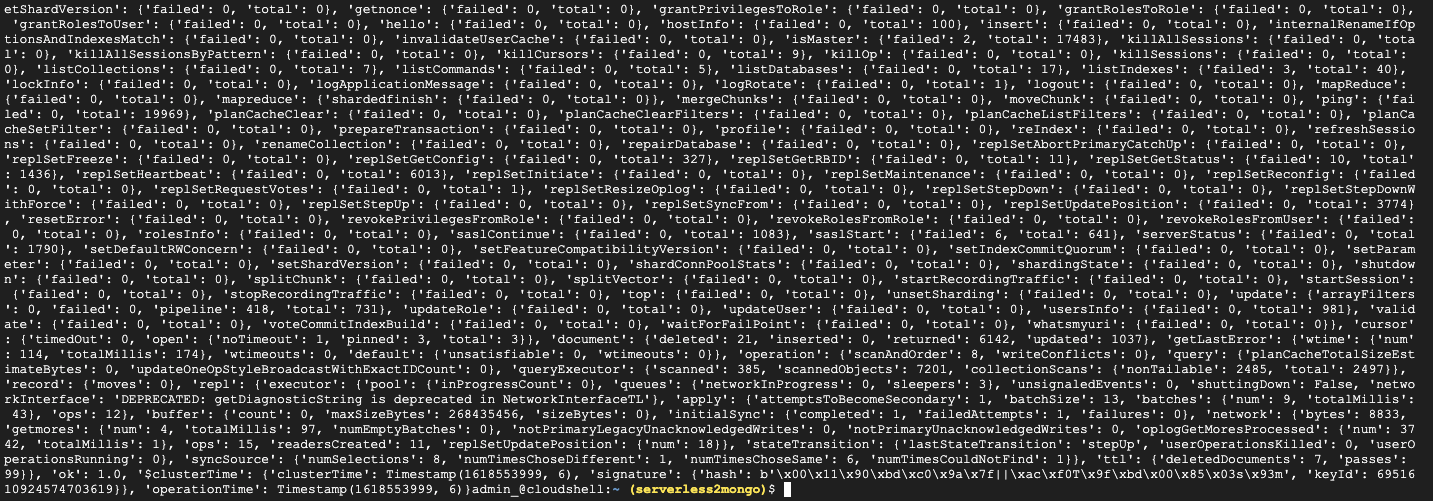 etShardVersion': {'failed': 0, 'total': 0}, 'getnonce': {'failed': 0, 'total': 0}, 'grantPrivilegesToRole': {'failed': 0, 'total': 0}, 'grantRolesToRole': {'failed': 0, 'total': 0},
'grantRolesToUser': {'failed': 0, 'total': 0}, 'hello': {'failed': 0, 'total': 0}, 'hostInfo': {'failed': 0, 'total': 100}, 'insert': {'failed': 0, 'total': 0}, 'internalRenameIfOp
tionsAndIndexesMatch': {'failed': 0, 'total': 0}, 'invalidateUserCache': {'failed': 0, 'total': 0}, 'isMaster': {'failed': 2, 'total': 17483}, 'killAllSessions': {'failed': 0, 'tota
l': 0}, 'killAllSessionsByPattern': {'failed': 0, 'total': 0}, 'killCursors': {'failed': 0, 'total': 9}, 'killOp': {'failed': 0, 'total': 0}, 'killSessions': {'failed': 0, 'total':
0}, 'listCollections': {'failed': 0, 'total': 7}, 'listCommands': {'failed': 0, 'total': 5}, 'listDatabases': {'failed': 0, 'total': 17}, 'listIndexes': {'failed': 3, 'total': 40},
'lockInfo': {'failed': 0, 'total': 0}, 'logApplicationMessage': {'failed': 0, 'total': 0}, 'logRotate': {'failed': 0, 'total': 1}, 'logout': {'failed': 0, 'total': 0}, 'mapReduce':
{'failed': 0, 'total': 0}, 'mapreduce': {'shardedfinish': {'failed': 0, 'total': 0}}, 'mergeChunks': {'failed': 0, 'total': 0}, 'moveChunk': {'failed': 0, 'total': 0}, 'ping': {'fai
led': 0, 'total': 19969}, 'planCacheClear': {'failed': 0, 'total': 0}, 'planCacheClearFilters': {'failed': 0, 'total': 0}, 'planCacheListFilters': {'failed': 0, 'total': 0}, 'planCa
cheSetFilter': {'failed': 0, 'total': 0}, 'prepareTransaction': {'failed': 0, 'total': 0}, 'profile': {'failed': 0, 'total': 0}, 'reIndex': {'failed': 0, 'total': 0}, 'refreshSessio
ns': {'failed': 0, 'total': 0}, 'renameCollection': {'failed': 0, 'total': 0}, 'repairDatabase': {'failed': 0, 'total': 0}, 'replSetAbortPrimaryCatchUp': {'failed': 0, 'total': 0},
'replSetFreeze': {'failed': 0, 'total': 0}, 'replSetGetConfig': {'failed': 0, 'total': 327}, 'replSetGetRBID': {'failed': 0, 'total': 11}, 'replSetGetStatus': {'failed': 10, 'total'
: 1436}, 'replSetHeartbeat': {'failed': 0, 'total': 6013}, 'replSetInitiate': {'failed': 0, 'total': 0}, 'replSetMaintenance': {'failed': 0, 'total': 0}, 'replSetReconfig': {'failed
': 0, 'total': 0}, 'replSetRequestVotes': {'failed': 0, 'total': 1}, 'replSetResizeOplog': {'failed': 0, 'total': 0}, 'replSetStepDown': {'failed': 0, 'total': 0}, 'replSetStepDownW
ithForce': {'failed': 0, 'total': 0}, 'replSetStepUp': {'failed': 0, 'total': 0}, 'replSetSyncFrom': {'failed': 0, 'total': 0}, 'replSetUpdatePosition': {'failed': 0, 'total': 3774}
, 'resetError': {'failed': 0, 'total': 0}, 'revokePrivilegesFromRole': {'failed': 0, 'total': 0}, 'revokeRolesFromRole': {'failed': 0, 'total': 0}, 'revokeRolesFromUser': {'failed':
0, 'total': 0}, 'rolesInfo': {'failed': 0, 'total': 0}, 'saslContinue': {'failed': 0, 'total': 1083}, 'saslStart': {'failed': 6, 'total': 641}, 'serverStatus': {'failed': 0, 'total
': 1790}, 'setDefaultRWConcern': {'failed': 0, 'total': 0}, 'setFeatureCompatibilityVersion': {'failed': 0, 'total': 0}, 'setIndexCommitQuorum': {'failed': 0, 'total': 0}, 'setParam
eter': {'failed': 0, 'total': 0}, 'setShardVersion': {'failed': 0, 'total': 0}, 'shardConnPoolStats': {'failed': 0, 'total': 0}, 'shardingState': {'failed': 0, 'total': 0}, 'shutdow
n': {'failed': 0, 'total': 0}, 'splitChunk': {'failed': 0, 'total': 0}, 'splitVector': {'failed': 0, 'total': 0}, 'startRecordingTraffic': {'failed': 0, 'total': 0}, 'startSession':
{'failed': 0, 'total': 0}, 'stopRecordingTraffic': {'failed': 0, 'total': 0}, 'top': {'failed': 0, 'total': 0}, 'unsetSharding': {'failed': 0, 'total': 0}, 'update': {'arrayFilters
': 0, 'failed': 0, 'pipeline': 418, 'total': 731}, 'updateRole': {'failed': 0, 'total': 0}, 'updateUser': {'failed': 0, 'total': 0}, 'usersInfo': {'failed': 0, 'total': 981}, 'valid
ate': {'failed': 0, 'total': 0}, 'voteCommitIndexBuild': {'failed': 0, 'total': 0}, 'waitForFailPoint': {'failed': 0, 'total': 0}, 'whatsmyuri': {'failed': 0, 'total': 0}}, 'cursor'
: {'timedOut': 0, 'open': {'noTimeout': 1, 'pinned': 3, 'total': 3}}, 'document': {'deleted': 21, 'inserted': 0, 'returned': 6142, 'updated': 1037}, 'getLastError': {'wtime': {'num'
: 114, 'totalMillis': 174}, 'wtimeouts': 0, 'default': {'unsatisfiable': 0, 'wtimeouts': 0}}, 'operation': {'scanAndOrder': 8, 'writeConflicts': 0}, 'query': {'planCacheTotalSizeEst
imateBytes': 0, 'updateOneOpStyleBroadcastWithExactIDCount': 0}, 'queryExecutor': {'scanned': 385, 'scannedObjects': 7201, 'collectionScans': {'nonTailable': 2485, 'total': 2497}},
'record': {'moves': 0}, 'repl': {'executor': {'pool': {'inProgressCount': 0}, 'queues': {'networkInProgress': 0, 'sleepers': 3}, 'unsignaledEvents': 0, 'shuttingDown': False, 'netwo
rkInterface': 'DEPRECATED: getDiagnosticString is deprecated in NetworkInterfaceTL'}, 'apply': {'attemptsToBecomeSecondary': 1, 'batchSize': 13, 'batches': {'num': 9, 'totalMillis':
43}, 'ops': 12}, 'buffer': {'count': 0, 'maxSizeBytes': 268435456, 'sizeBytes': 0}, 'initialSync': {'completed': 1, 'failedAttempts': 1, 'failures': 0}, 'network': {'bytes': 8833,
'getmores': {'num': 4, 'totalMillis': 97, 'numEmptyBatches': 0}, 'notPrimaryLegacyUnacknowledgedWrites': 0, 'notPrimaryUnacknowledgedWrites': 0, 'oplogGetMoresProcessed': {'num': 37
42, 'totalMillis': 1}, 'ops': 15, 'readersCreated': 11, 'replSetUpdatePosition': {'num': 18}}, 'stateTransition': {'lastStateTransition': 'stepUp', 'userOperationsKilled': 0, 'userO
perationsRunning': 0}, 'syncSource': {'numSelections': 8, 'numTimesChoseDifferent': 1, 'numTimesChoseSame': 6, 'numTimesCouldNotFind': 1}}, 'ttl': {'deletedDocuments': 7, 'passes':
99}}, 'ok': 1.0, '$clusterTime': {'clusterTime': Timestamp(1618553999, 6), 'signature': {'hash': b'\x00\x11\x90\xbd\xc0\x9a\x7f||\xac\xf0T\x9f\xbd\x00\x85\x03s\x93m', 'keyId': 69516
10924574703619}}, 'operationTime': Timestamp(1618553999, 6)}admin_@cloudshell:~ (serverless2mongo)$